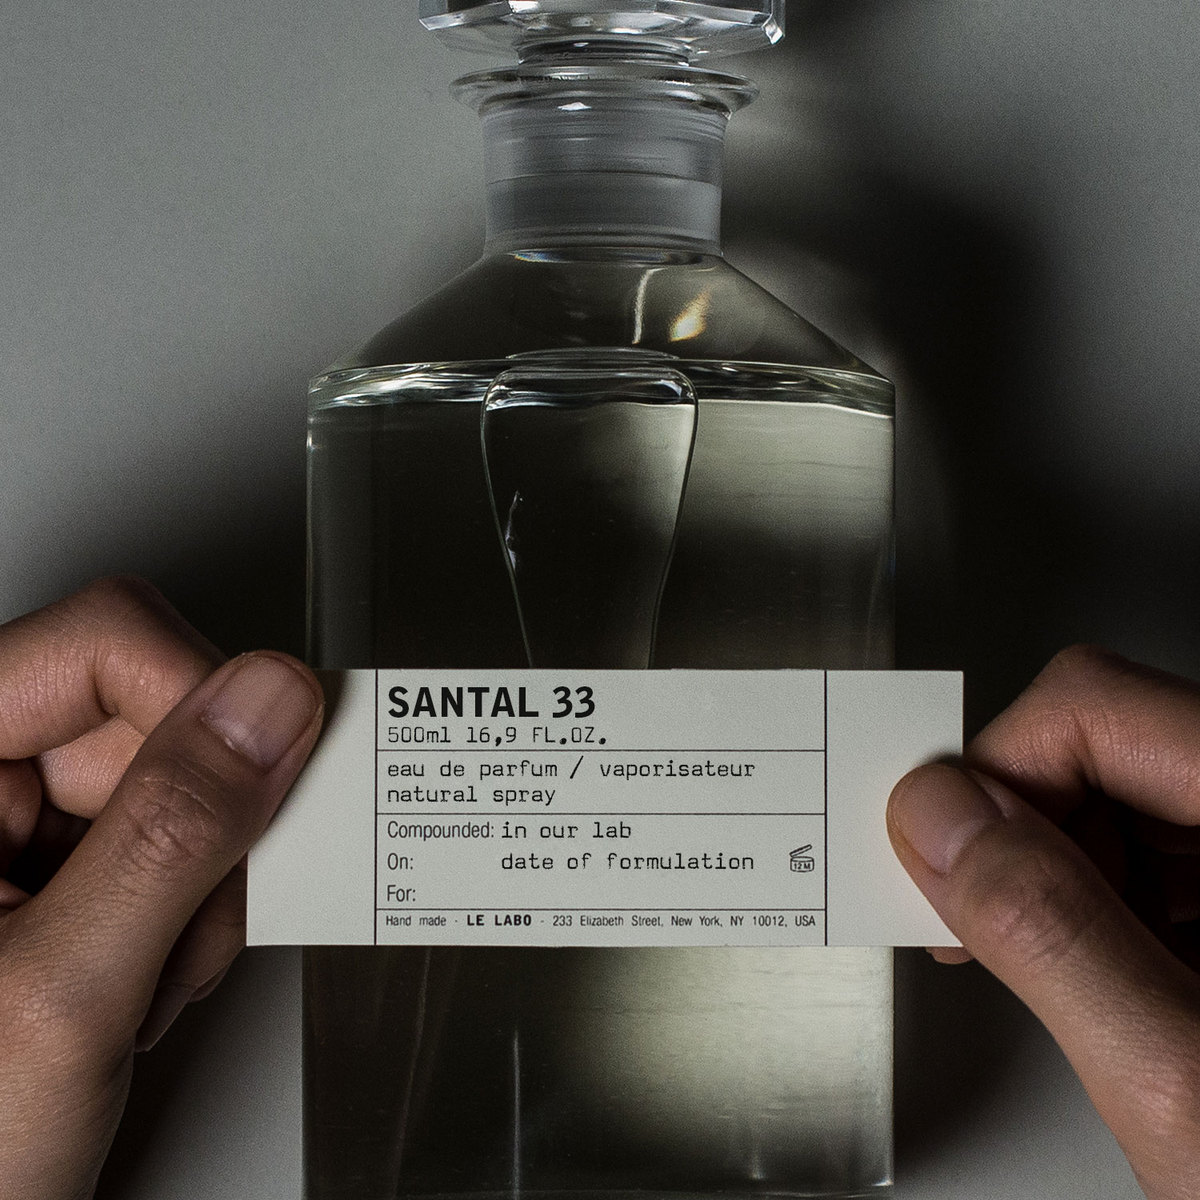 SANTAL 33
500ml 16,9 FL.OZ.
eau de parfum / vaporisateur
natural spray
Compounded: in our lab
On: date of formulation
12M
For:
Hand made - LE LABO - 233 Elizabeth Street, New York, NY 10012, USA